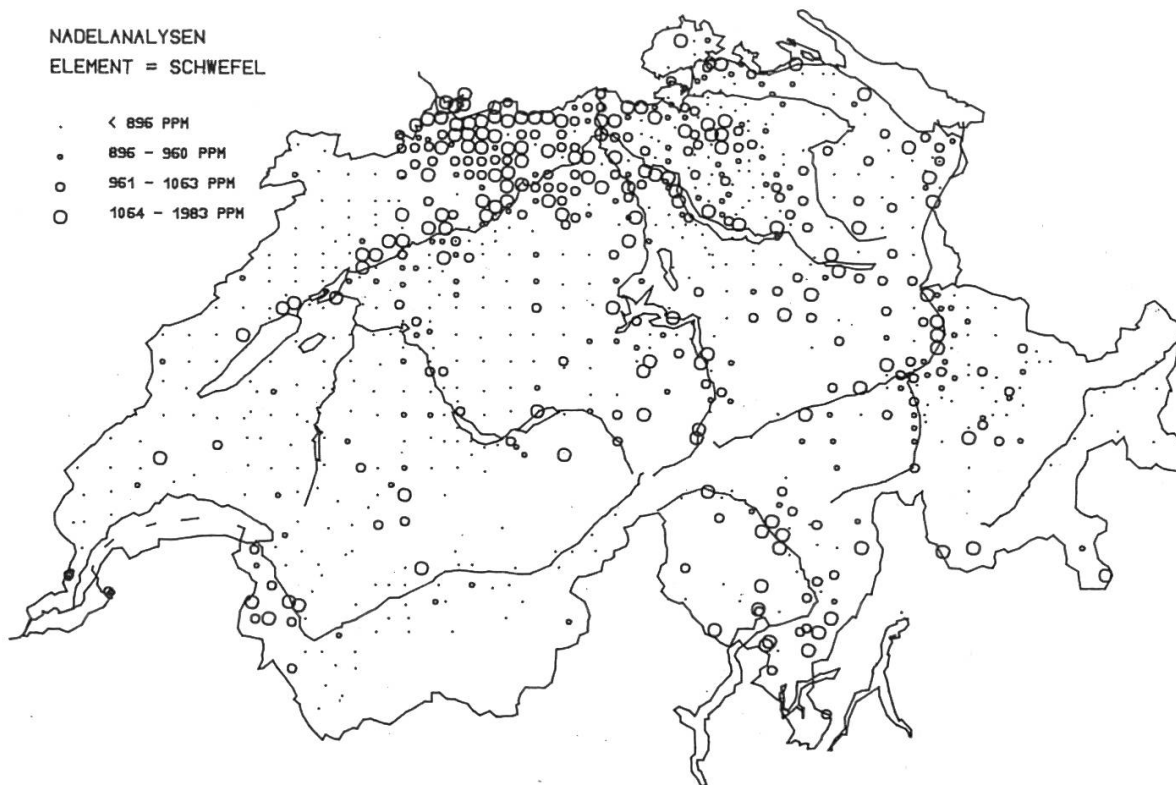 NADELANALYSEN
ELEMENT = SCHWEFEL
< 896 PPM
896 - 960 PPM
961 - 1063 PPM
1064 - 1983 PPM